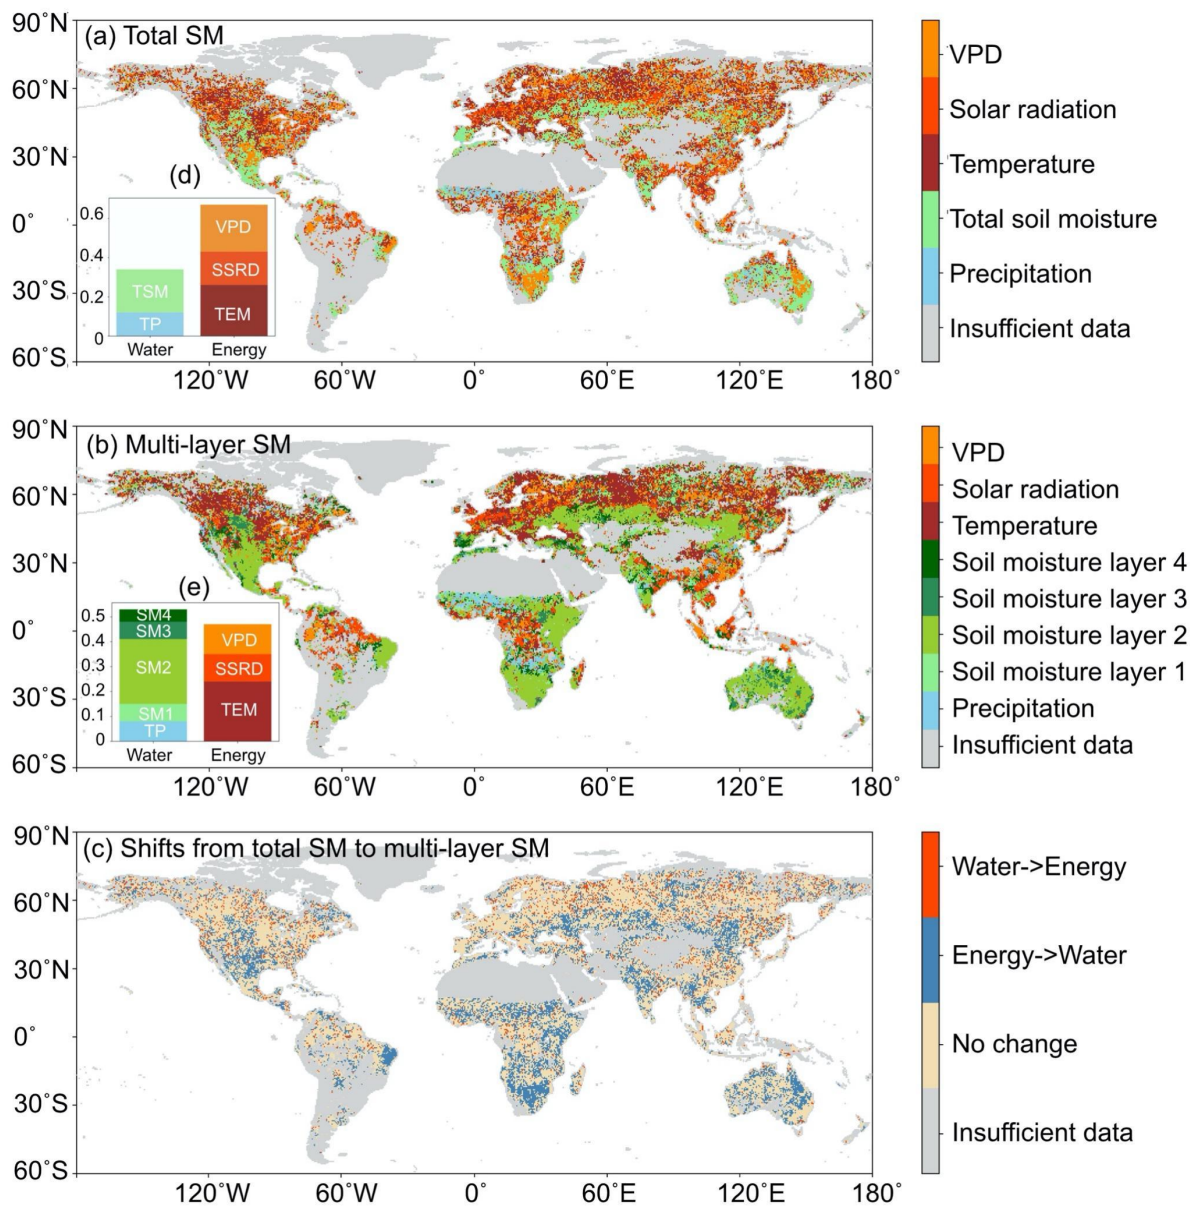 90˚N
(a) Total SM
60˚N
30˚N
0˚
30˚S
60˚S
120˚W
60˚W
0˚
60˚E
120˚E
180˚
(d)
0.6
0.4
0.2
0
TSM
TP
VPD
SSRD
TEM
Water
Energy
VPD
Solar radiation
Temperature
Total soil moisture
Precipitation
Insufficient data
90˚N
(b) Multi-layer SM
60˚N
30˚N
0˚
30˚S
60˚S
120˚W
60˚W
0˚
60˚E
120˚E
180˚
(e)
0.5
0.4
0.3
0.2
0.1
0
SM4
SM3
SM2
SM1
TP
VPD
SSRD
TEM
Water
Energy
VPD
Solar radiation
Temperature
Soil moisture layer 4
Soil moisture layer 3
Soil moisture layer 2
Soil moisture layer 1
Precipitation
Insufficient data
90˚N
(c) Shifts from total SM to multi-layer SM
60˚N
30˚N
0˚
30˚S
60˚S
120˚W
60˚W
0˚
60˚E
120˚E
180˚
Water->Energy
Energy->Water
No change
Insufficient data